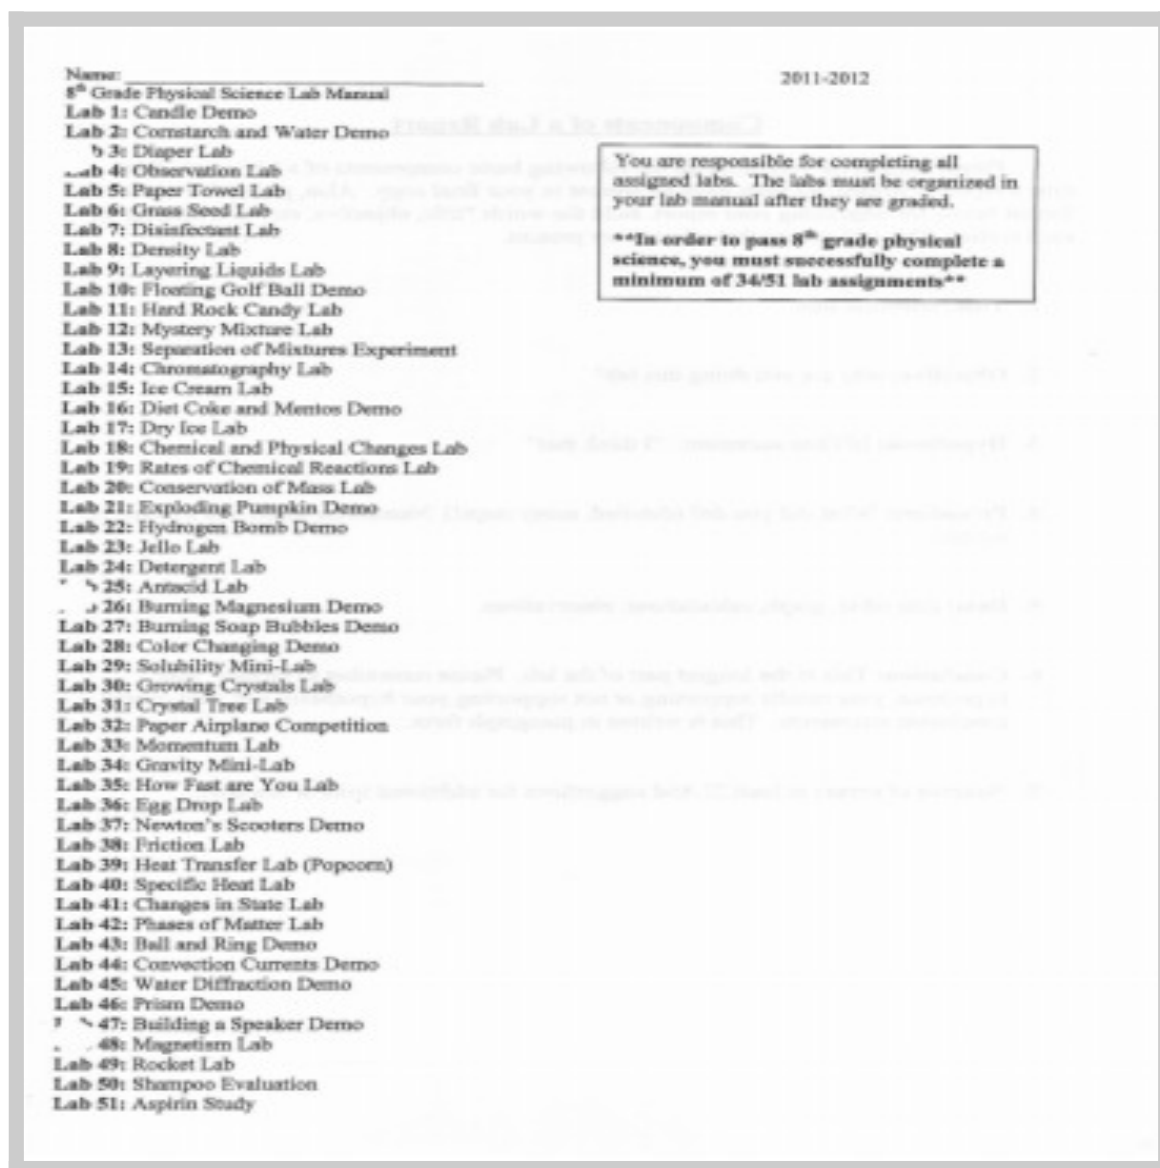 Name: ____________________ 2011-2012
8th Grade Physical Science Lab Manual
Lab 1: Candle Demo
Lab 2: Cornstarch and Water Demo
3: Diaper Lab
ab 4: Observation Lab
Lab 5: Paper Towel Lab
Lab 6: Grass Seed Lab
Lab 7: Disinfectant Lab
Lab 8: Density Lab
Lab 9: Layering Liquids Lab
Lab 10: Floating Golf Ball Demo
Lab 11: Hard Rock Candy Lab
Lab 12: Mystery Mixture Lab
Lab 13: Separation of Mixtures Experiment
Lab 14: Chromatography Lab
Lab 15: Ice Cream Lab
Lab 16: Diet Coke and Mentos Demo
Lab 17: Dry Ice Lab
Lab 18: Chemical and Physical Changes Lab
Lab 19: Rates of Chemical Reactions Lab
Lab 20: Conservation of Mass Lab
Lab 21: Exploding Pumpkin Demo
Lab 22: Hydrogen Bomb Demo
Lab 23: Jello Lab
Lab 24: Detergent Lab
25: Antacid Lab
26: Burning Magnesium Demo
Lab 27: Burning Soap Bubbles Demo
Lab 28: Color Changing Demo
Lab 29: Solubility Mini-Lab
Lab 30: Growing Crystals Lab
Lab 31: Crystal Tree Lab
Lab 32: Paper Airplane Competition
Lab 33: Momentum Lab
Lab 34: Gravity Mini-Lab
Lab 35: How Fast are You Lab
Lab 36: Egg Drop Lab
Lab 37: Newton's Scooters Demo
Lab 38: Friction Lab
Lab 39: Heat Transfer Lab (Popcorn)
Lab 40: Specific Heat Lab
Lab 41: Changes in State Lab
Lab 42: Phases of Matter Lab
Lab 43: Ball and Ring Demo
Lab 44: Convection Currents Demo
Lab 45: Water Diffraction Demo
Lab 46: Prism Demo
47: Building a Speaker Demo
48: Magnetism Lab
Lab 49: Rocket Lab
Lab 50: Shampoo Evaluation
Lab 51: Aspirin Study
You are responsible for completing all
assigned labs. The labs must be organized in
your lab manual after they are graded.
**In order to pass 8th grade physical
science, you must successfully complete a
minimum of 34/51 lab assignments**